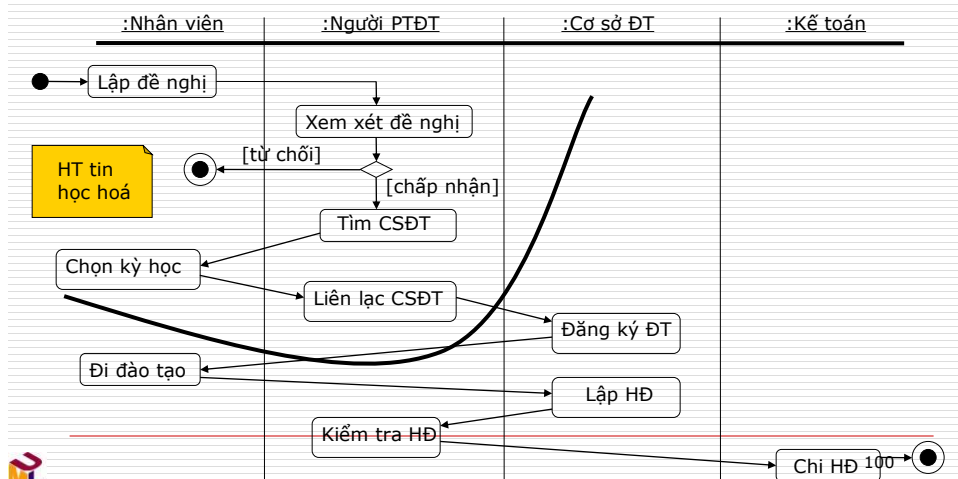 :Nhân viên
:Người PTĐT
:Cơ sở ĐT
:Kế toán
Lập đề nghị
Xem xét đề nghị
[từ chối]
HT tin
học hoá
[chấp nhận]
Tìm CSĐT
Chọn kỳ học
Liên lạc CSĐT
Đăng ký ĐT
Đi đào tạo
Lập HĐ
Kiểm tra HĐ
Chi HĐ
100